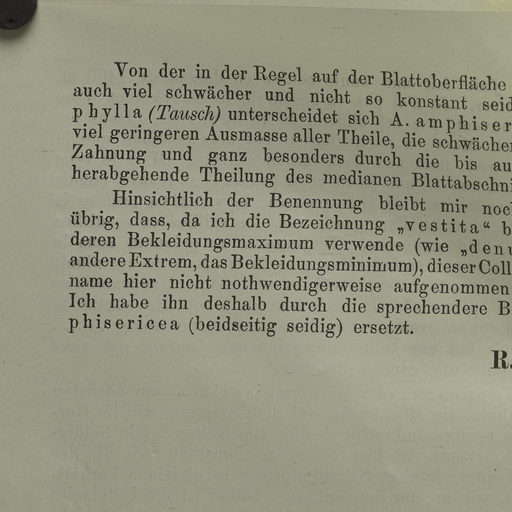 Von der in der Regel auf der Blattoberfläche
auch viel schwächer und nicht so konstant seid
phylla (Tausch) unterscheidet sich A. amphiser
viel geringeren Ausmasse aller Theile, die schwächer
Zahnung und ganz besonders durch die bis au
herabgehende Theilung des medianen Blattabschni
Hinsichtlich der Benennung bleibt mir noch
übrig, dass, da ich die Bezeichnung „vestita“ b
deren Bekleidungsmaximum verwende (wie „denu
andere Extrem, das Bekleidungsminimum), dieser Coll
name hier nicht nothwendigerweise aufgenommen
Ich habe ihn deshalb durch die sprechendere B
phisericea (beidseitig seidig) ersetzt.
R.